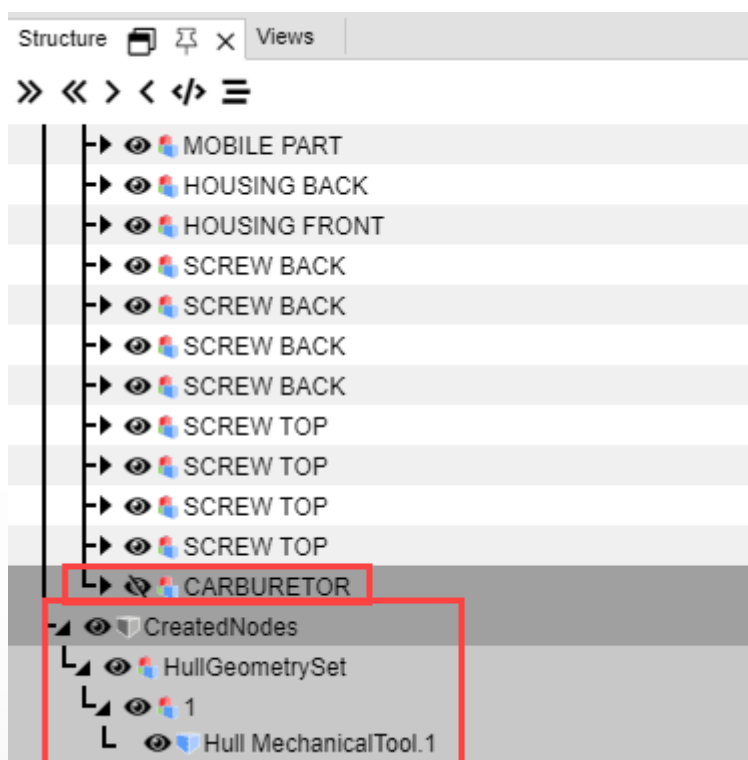 Structure Views
MOBILE PART
HOUSING BACK
HOUSING FRONT
SCREW BACK
SCREW BACK
SCREW BACK
SCREW BACK
SCREW TOP
SCREW TOP
SCREW TOP
SCREW TOP
CARBURETOR
CreatedNodes
HullGeometrySet
1
Hull MechanicalTool.1